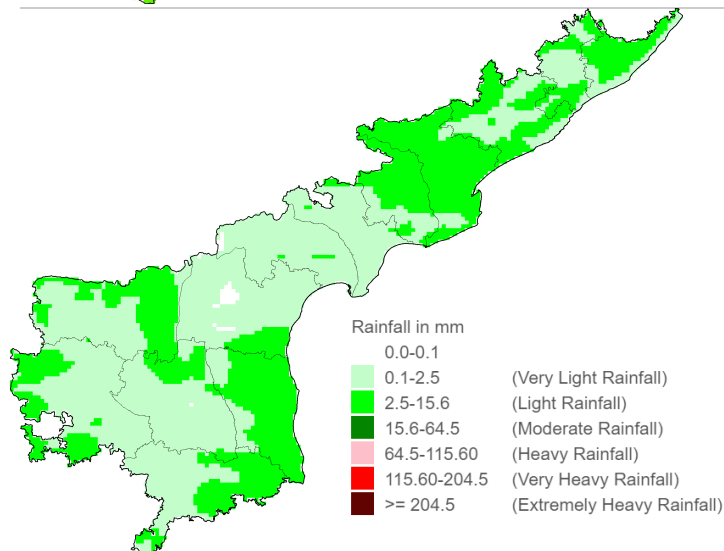 Rainfall in mm
0.0-0.1
0.1-2.5 (Very Light Rainfall)
2.5-15.6 (Light Rainfall)
15.6-64.5 (Moderate Rainfall)
64.5-115.60 (Heavy Rainfall)
115.60-204.5 (Very Heavy Rainfall)
>= 204.5 (Extremely Heavy Rainfall)